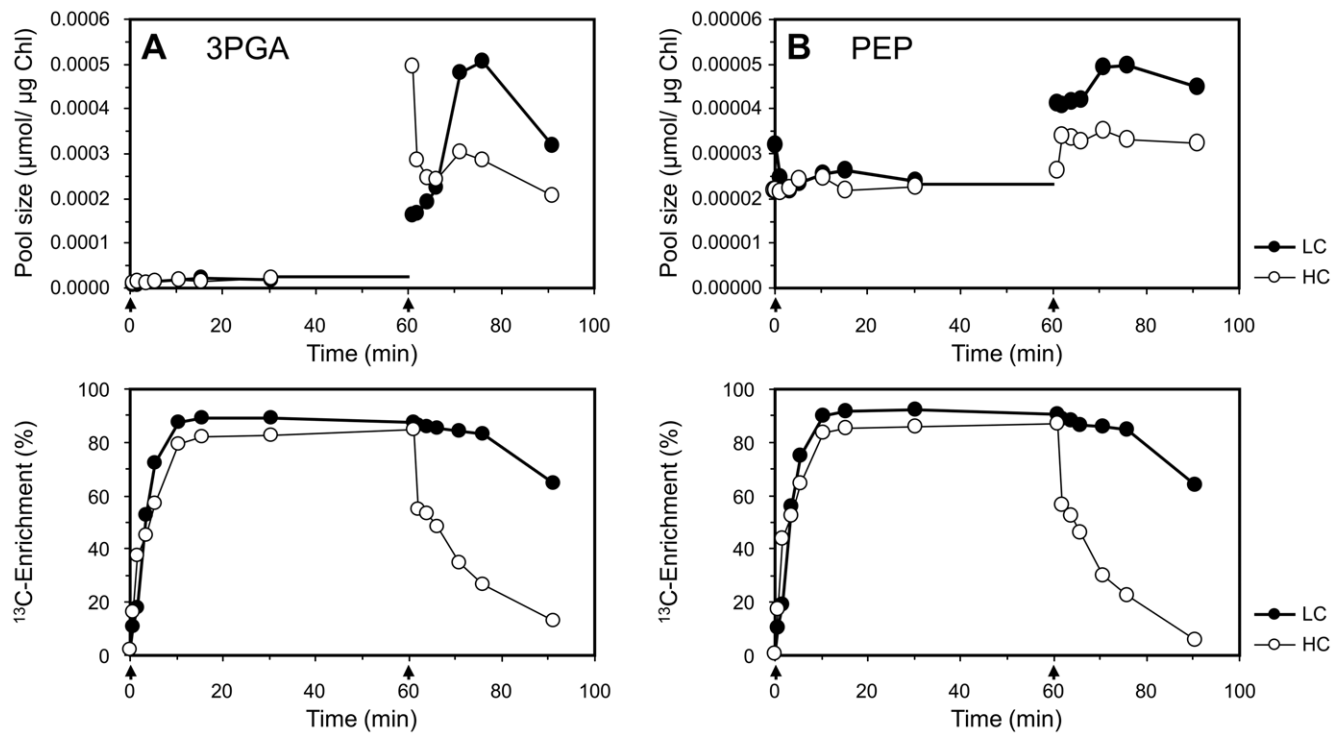 A 3PGA
Pool size (µmol/ µg Chl)
0.0006
0.0005
0.0004
0.0003
0.0002
0.0001
0.0000
0 20 40 60 80 100
Time (min)
B PEP
Pool size (µmol/ µg Chl)
0.00006
0.00005
0.00004
0.00003
0.00002
0.00001
0.00000
0 20 40 60 80 100
Time (min)
LC
HC
¹³C-Enrichment (%)
100
80
60
40
20
0
0 20 40 60 80 100
Time (min)
¹³C-Enrichment (%)
100
80
60
40
20
0
0 20 40 60 80 100
Time (min)
LC
HC